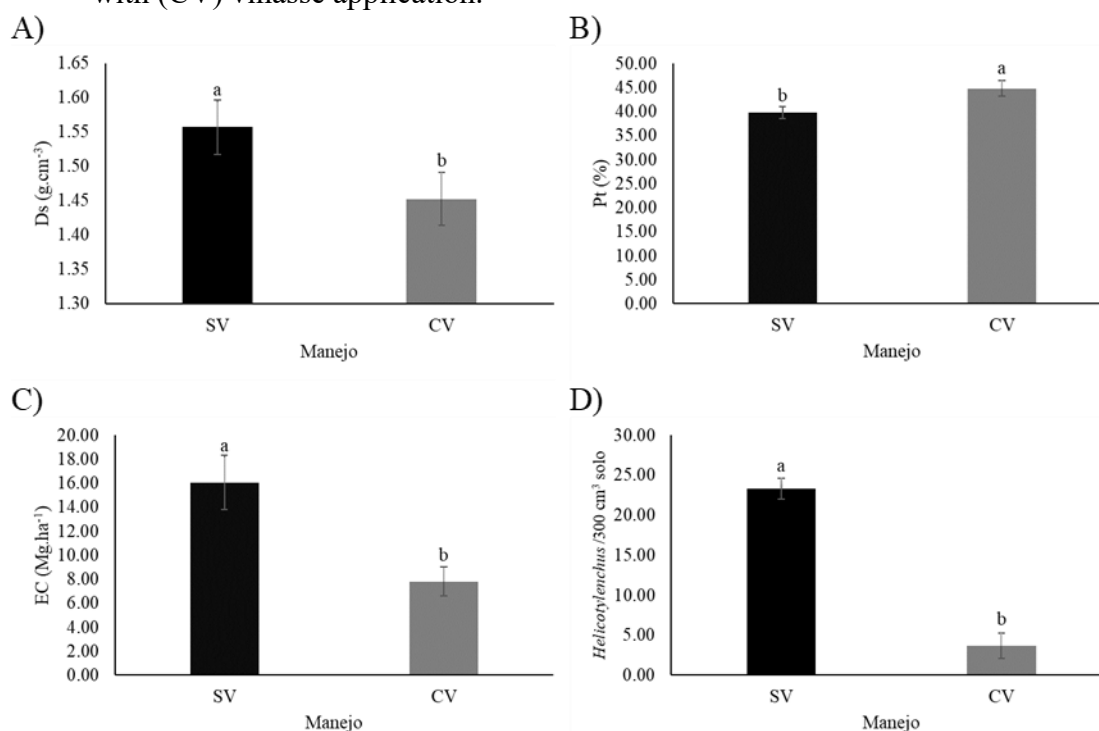 with (CV) vinasse application.
A)
1.65
1.60
1.55
1.50
1.45
1.40
1.35
1.30
Ds (g.cm-3)
a
b
SV
CV
Manejo
B)
50.00
45.00
40.00
35.00
30.00
25.00
20.00
15.00
10.00
5.00
0.00
Pt (%)
b
a
SV
CV
Manejo
C)
20.00
18.00
16.00
14.00
12.00
10.00
8.00
6.00
4.00
2.00
0.00
EC (Mg.ha-1)
a
b
SV
CV
Manejo
D)
30.00
25.00
20.00
15.00
10.00
5.00
0.00
Helicotylenchus/300 cm3 solo
a
b
SV
CV
Manejo